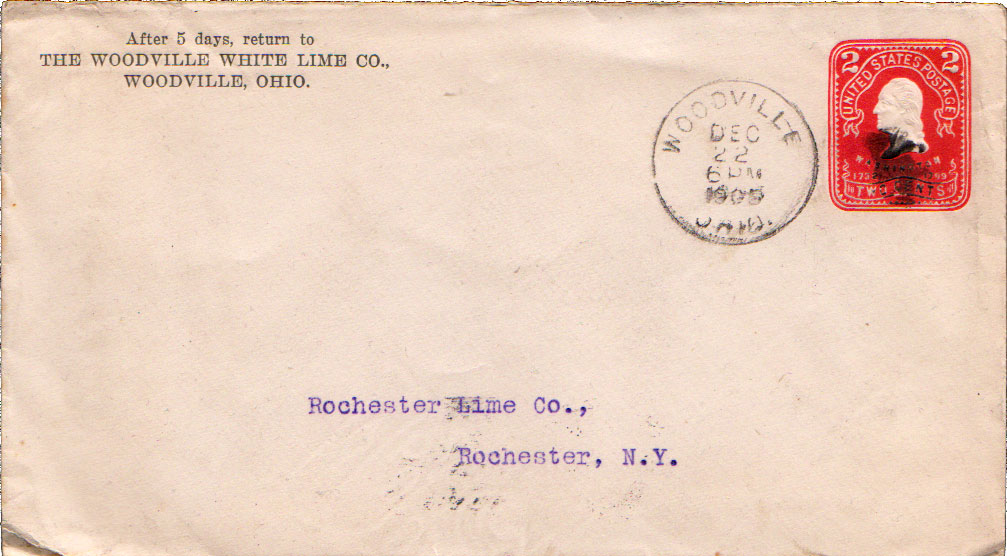 After 5 days, return to
THE WOODVILLE WHITE LIME CO.,
WOODVILLE, OHIO.
WOODVILLE
DEC
22
6 PM
OHIO.
2 2
UNITED STATES POSTAGE
TWO CENTS
Rochester Lime Co.,
Rochester, N.Y.